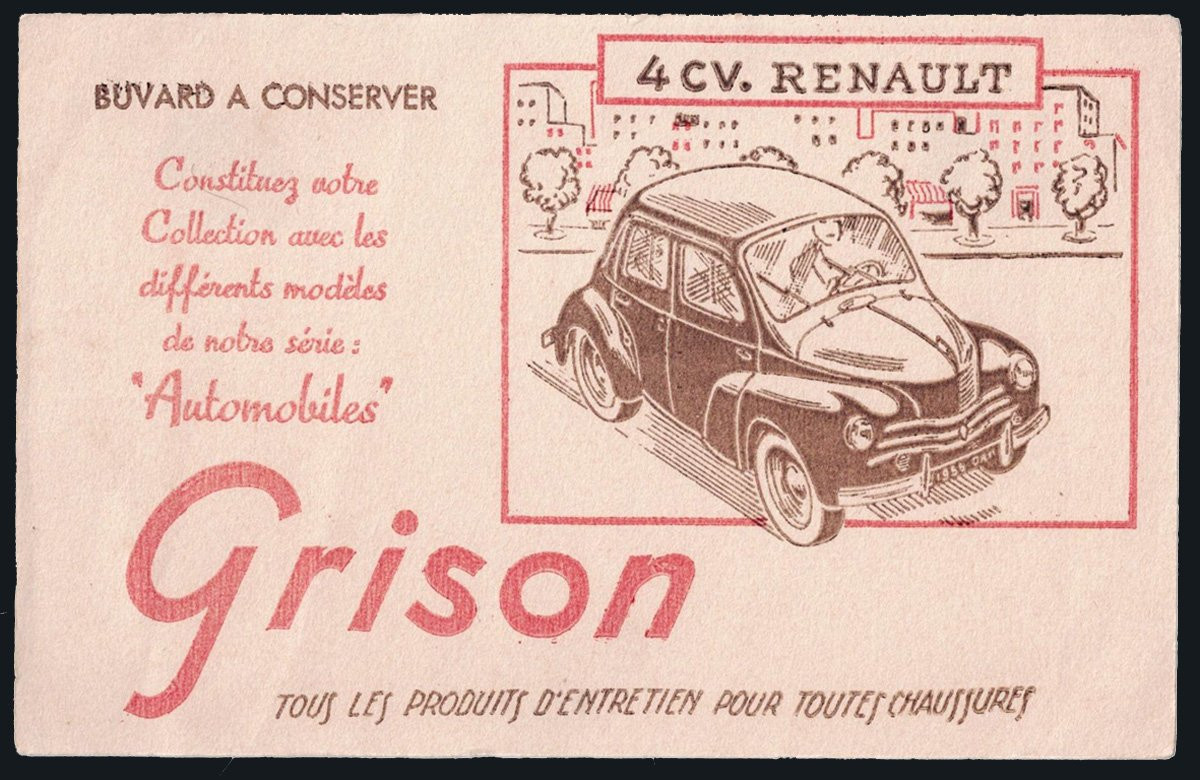 BUVARD A CONSERVER
4 CV. RENAULT
Constituez votre
Collection avec les
différents modèles
de notre série :
"Automobiles"
Grison
TOUS LES PRODUITS D'ENTRETIEN POUR TOUTES CHAUSSURES